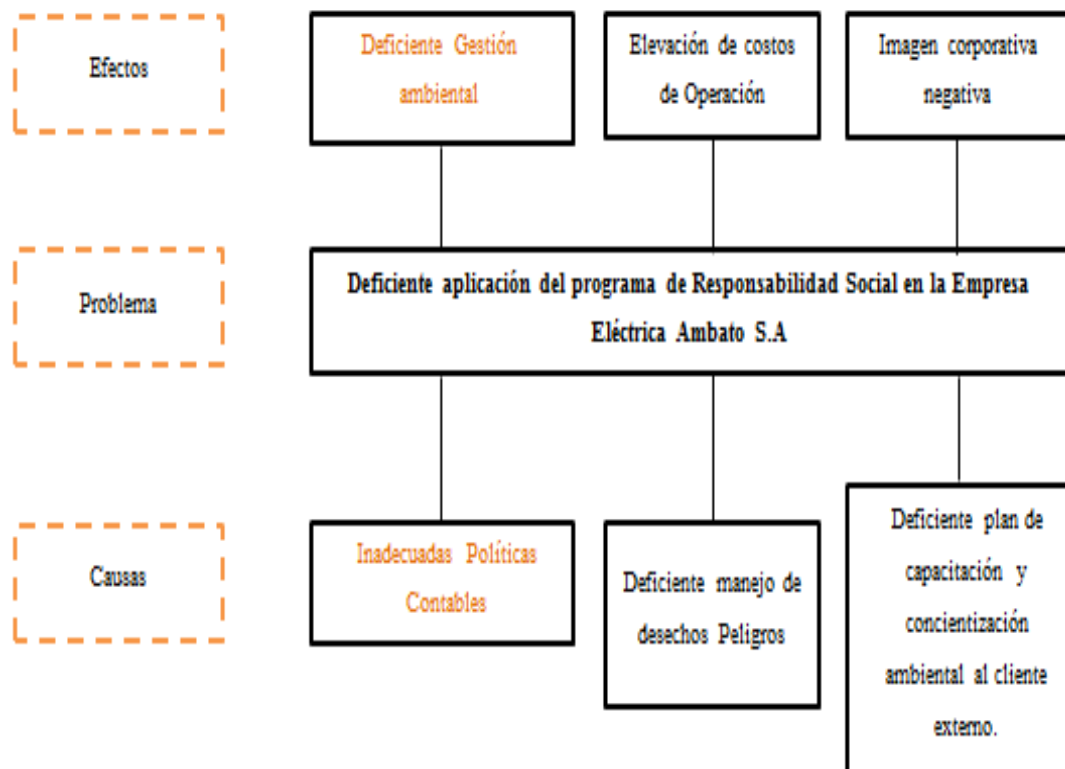 Efectos
Deficiente Gestión
ambiental
Elevación de costos
de Operación
Imagen corporativa
negativa
Problema
Deficiente aplicación del programa de Responsabilidad Social en la Empresa
Eléctrica Ambato S.A
Causas
Inadecuadas Políticas
Contables
Deficiente manejo de
desechos Peligros
Deficiente plan de
capacitación y
concientización
ambiental al cliente
externo.